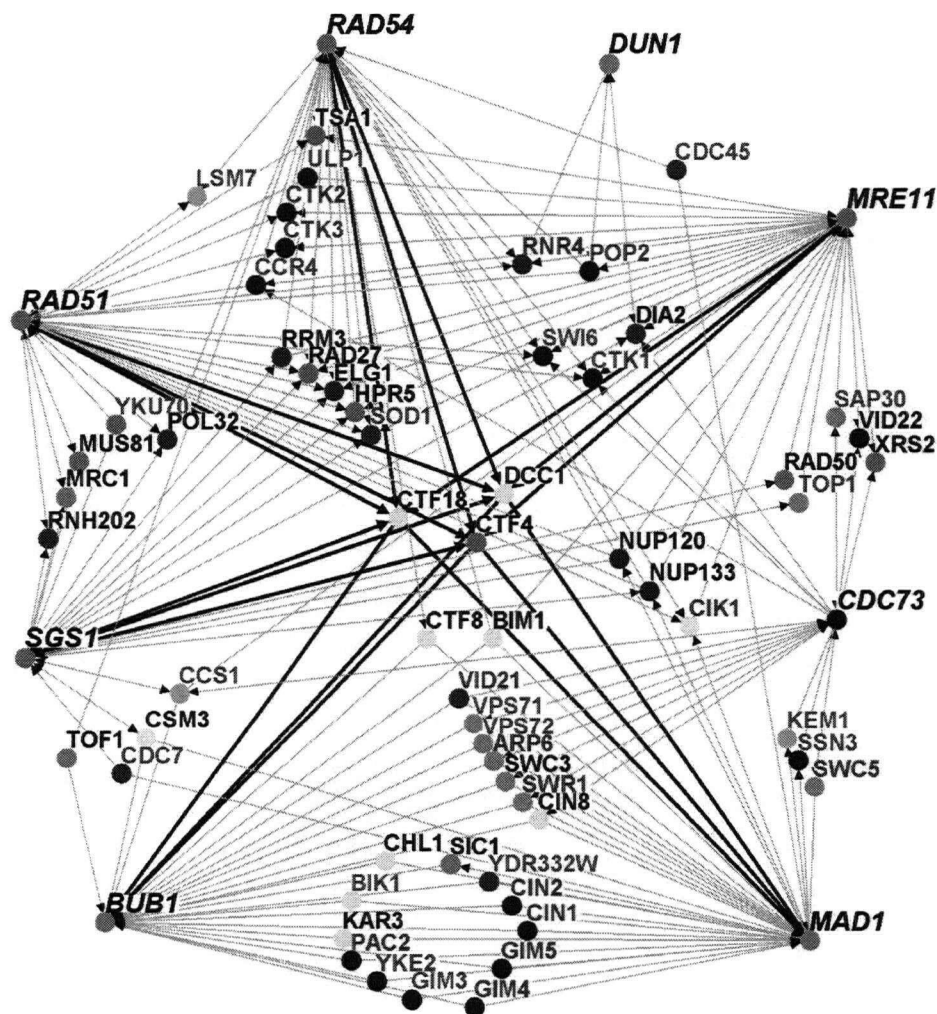 RAD54
DUN1
TSA1
ULP1
CDC45
LSM7
CTK2
MRE11
CTK3
RNR4
POP2
CCR4
RAD51
DIA2
RRM3
SWI6
RAD27
CTK1
ELG1
HPR5
SAP30
YKU70
SOD1
VID22
POL32
MUS81
XRS2
RAD50
MRC1
DCC1
TOP1
CTF18
RNH202
CTF4
NUP120
NUP133
CDC73
CIK1
SGS1
CTF8
BIM1
CCS1
VID21
VPS71
CSM3
KEM1
VPS72
TOF1
ARP6
SSN3
CDC7
SWC3
SWC5
SWR1
CIN8
CHL1
SIC1
YDR332W
BIK1
CIN2
BUB1
KAR3
CIN1
MAD1
PAC2
GIM5
YKE2
GIM3
GIM4